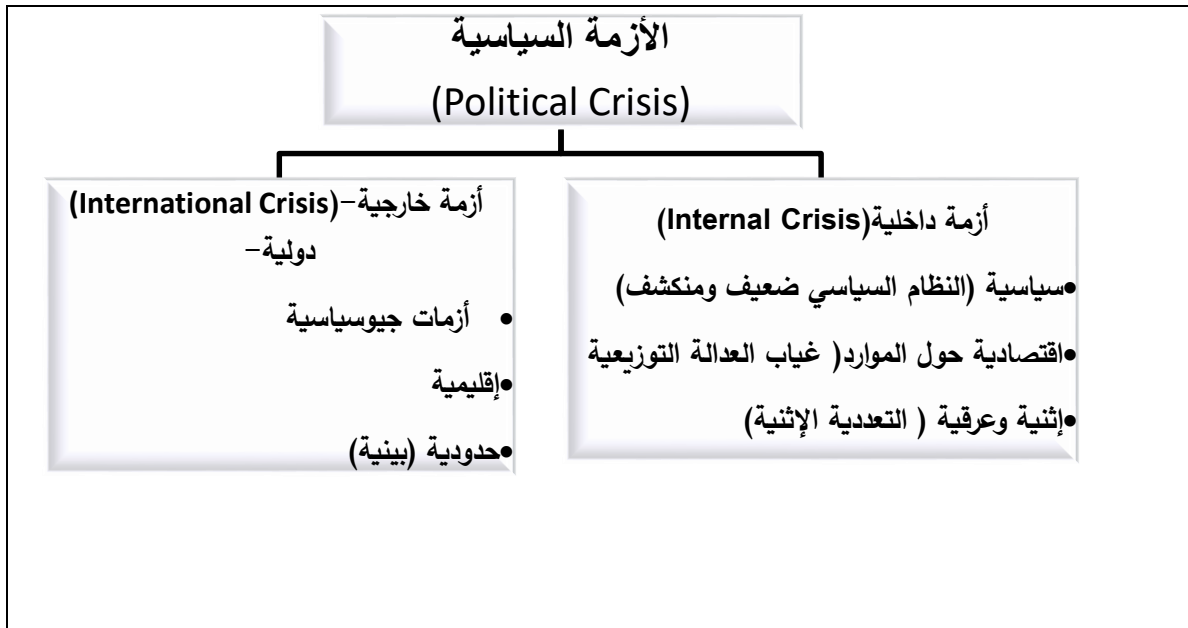 الأزمة السياسية
(Political Crisis)
أزمة داخلية(Internal Crisis)
•سياسية (النظام السياسي ضعيف ومنكشف)
•اقتصادية حول الموارد( غياب العدالة التوزيعية
•إثنية وعرقية ( التعددية الإثنية)
أزمة خارجية-(International Crisis)
دولية-
• أزمات جيوسياسية
•إقليمية
•حدودية (بينية)